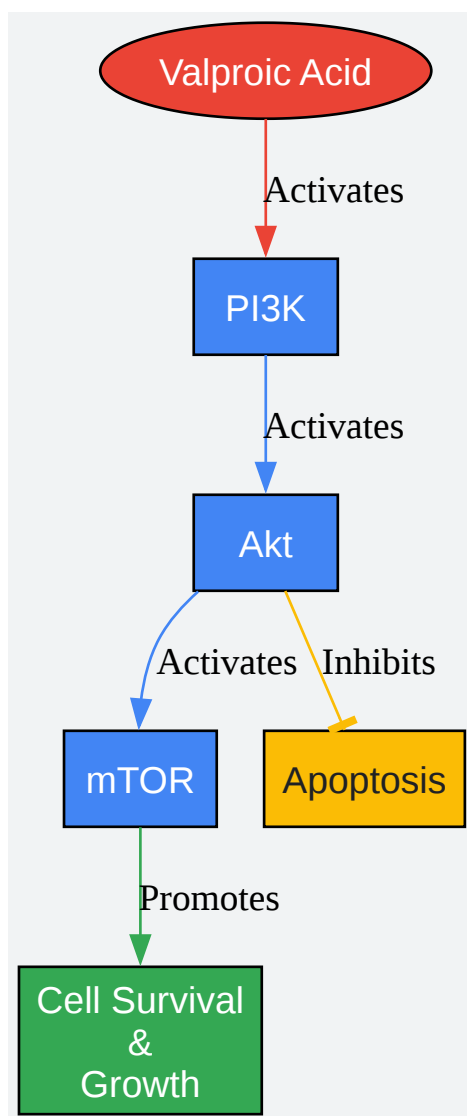 Valproic Acid
Activates
PI3K
Activates
Akt
Activates
Inhibits
mTOR
Apoptosis
Promotes
Cell Survival
&
Growth